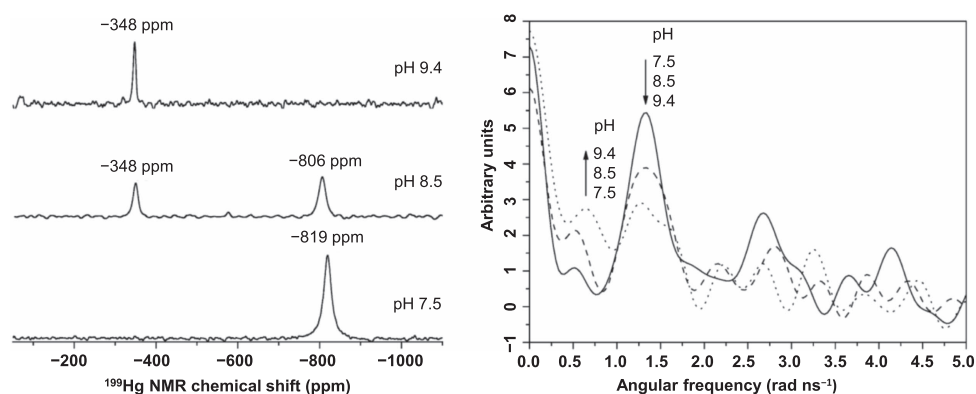 −348 ppm
pH 9.4
−348 ppm
−806 ppm
pH 8.5
−819 ppm
pH 7.5
−200
−400
−600
−800
−1000
¹⁹⁹Hg NMR chemical shift (ppm)
8
7
6
5
4
3
2
1
0
−1
Arbitrary units
pH
7.5
8.5
9.4
pH
9.4
8.5
7.5
0.0
0.5
1.0
1.5
2.0
2.5
3.0
3.5
4.0
4.5
5.0
Angular frequency (rad ns⁻¹)